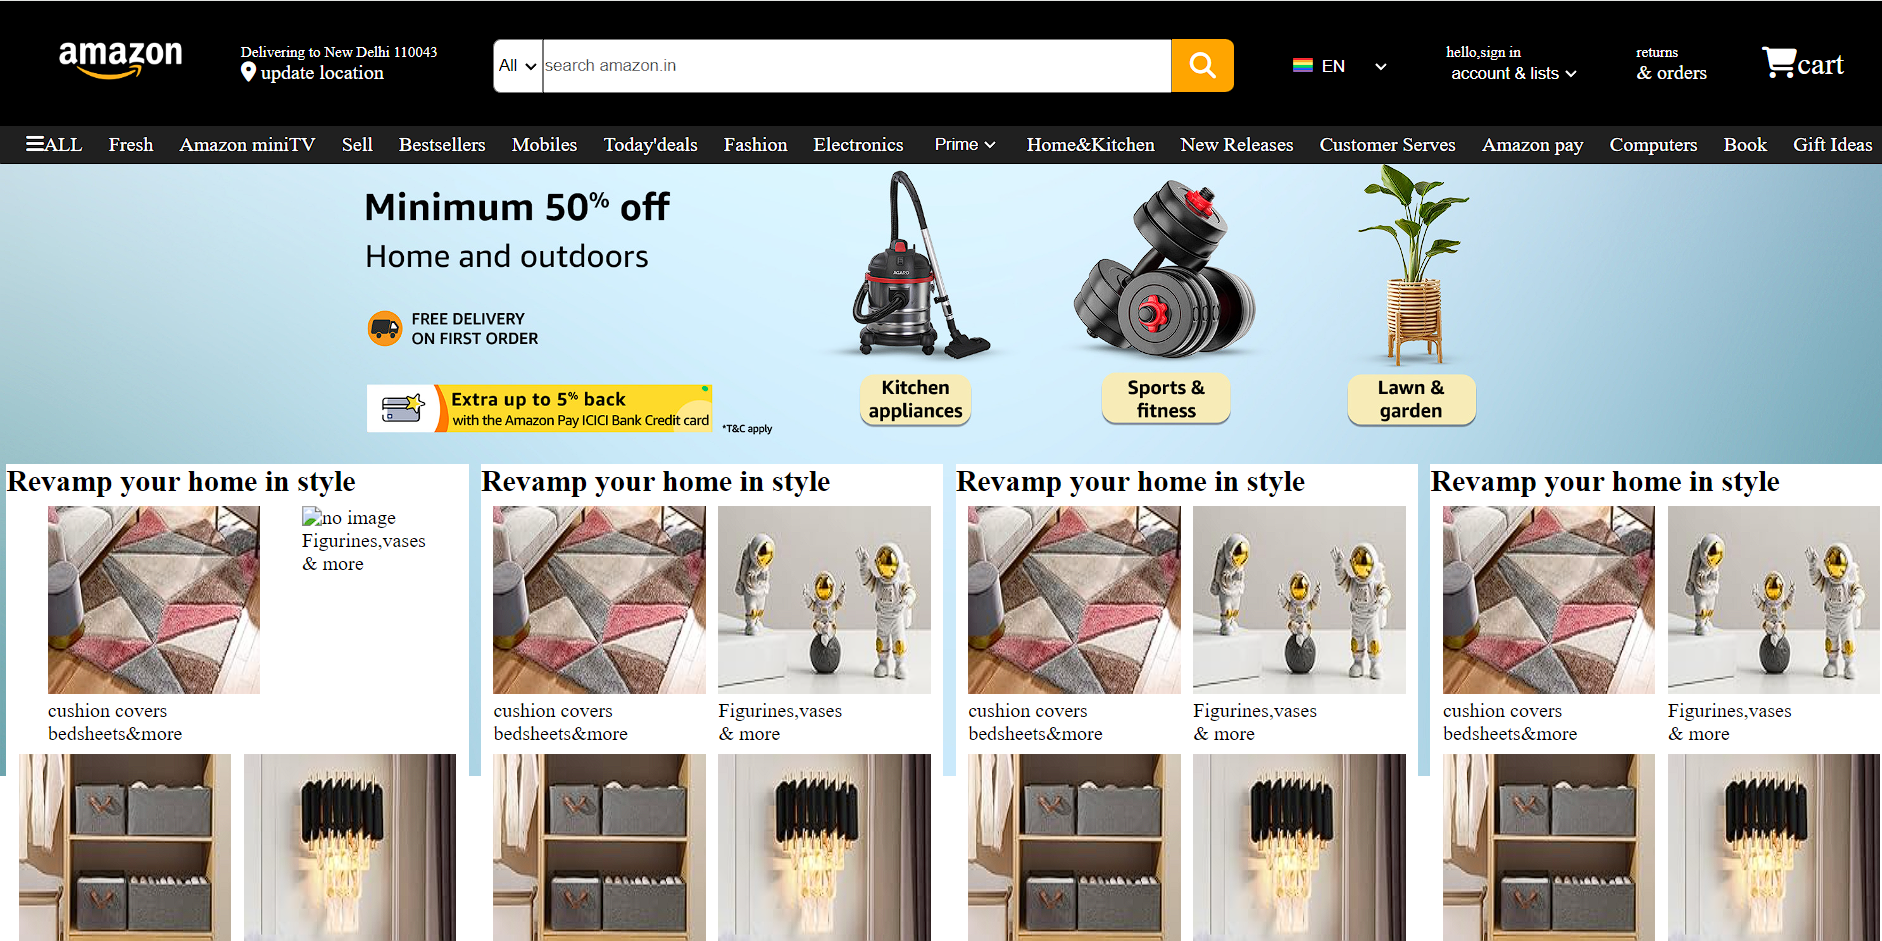 amazon
Delivering to New Delhi 110043
update location
All
search amazon.in
EN
hello,sign in
account & lists
returns
& orders
cart
ALL Fresh Amazon miniTV Sell Bestsellers Mobiles Today'deals Fashion Electronics Prime Home&Kitchen New Releases Customer Serves Amazon pay Computers Book Gift Ideas
Minimum 50% off
Home and outdoors
FREE DELIVERY
ON FIRST ORDER
Extra up to 5% back
with the Amazon Pay ICICI Bank Credit card
*T&C apply
AGARO
Kitchen
appliances
Sports &
fitness
Lawn &
garden
Revamp your home in style
no image
Figurines,vases
& more
cushion covers
bedsheets&more
Revamp your home in style
cushion covers
bedsheets&more
Figurines,vases
& more
Revamp your home in style
cushion covers
bedsheets&more
Figurines,vases
& more
Revamp your home in style
cushion covers
bedsheets&more
Figurines,vases
& more